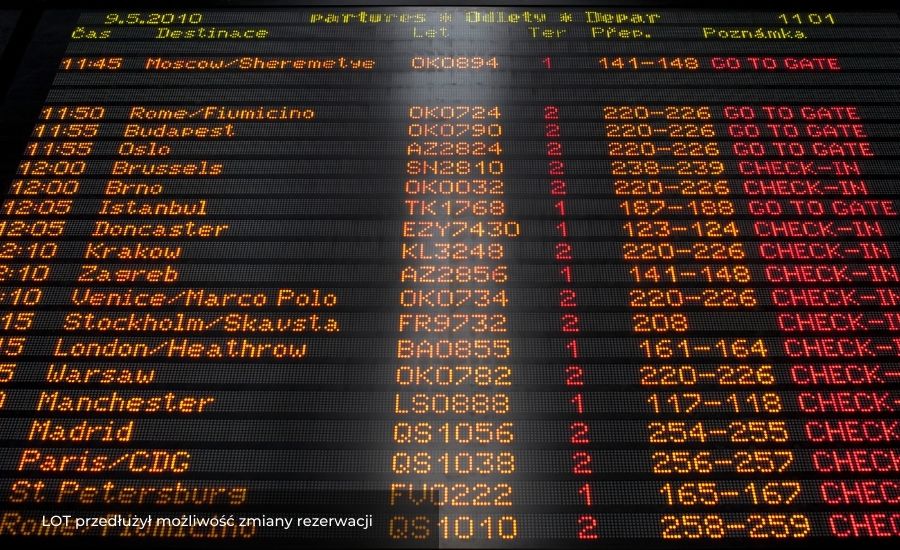 9.5.2010 partures * Odlety * Depar 11 01
Čas Destinace Let Ter Přep. Poznámka
11:45 Moscow/Sheremetye OK0894 1 141-148 GO TO GATE
11:50 Rome/Fiumicino OK0724 2 220-226 GO TO GATE
11:55 Budapest OK0790 2 220-226 GO TO GATE
11:55 Oslo AZ2824 2 220-226 GO TO GATE
12:00 Brussels SN2810 2 238-239 CHECK-IN
12:00 Brno OK0032 2 220-226 CHECK-IN
12:05 Istanbul TK1768 1 187-188 GO TO GATE
2:05 Doncaster EZY7430 1 123-124 CHECK-IN
2:10 Krakow KL3248 2 220-226 CHECK-IN
2:10 Zagreb AZ2856 1 141-148 CHECK-IN
:10 Venice/Marco Polo OK0734 2 220-226 CHECK-IN
15 Stockholm/Skavsta FR9732 2 208 CHECK-I
5 London/Heathrow BA0855 1 161-164 CHECK-
5 Warsaw OK0782 2 220-226 CHECK-
Manchester LS0888 1 117-118 CHECK-
Madrid QS1056 2 254-255 CHECK
Paris/CDG QS1038 2 256-257 CHEC
St Petersburg FV0222 1 165-167 CHEC
Rome/Fiumicino QS1010 2 258-259 CHE
LOT przedłużył możliwość zmiany rezerwacji